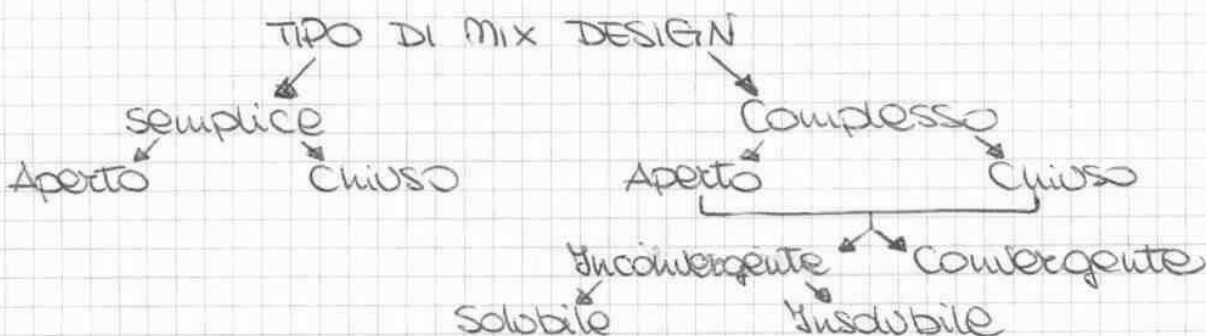 TIPO DI MIX DESIGN
semplice Complesso
Aperto Chiuso Aperto Chiuso
Inconvergente Convergente
Solubile Insolubile